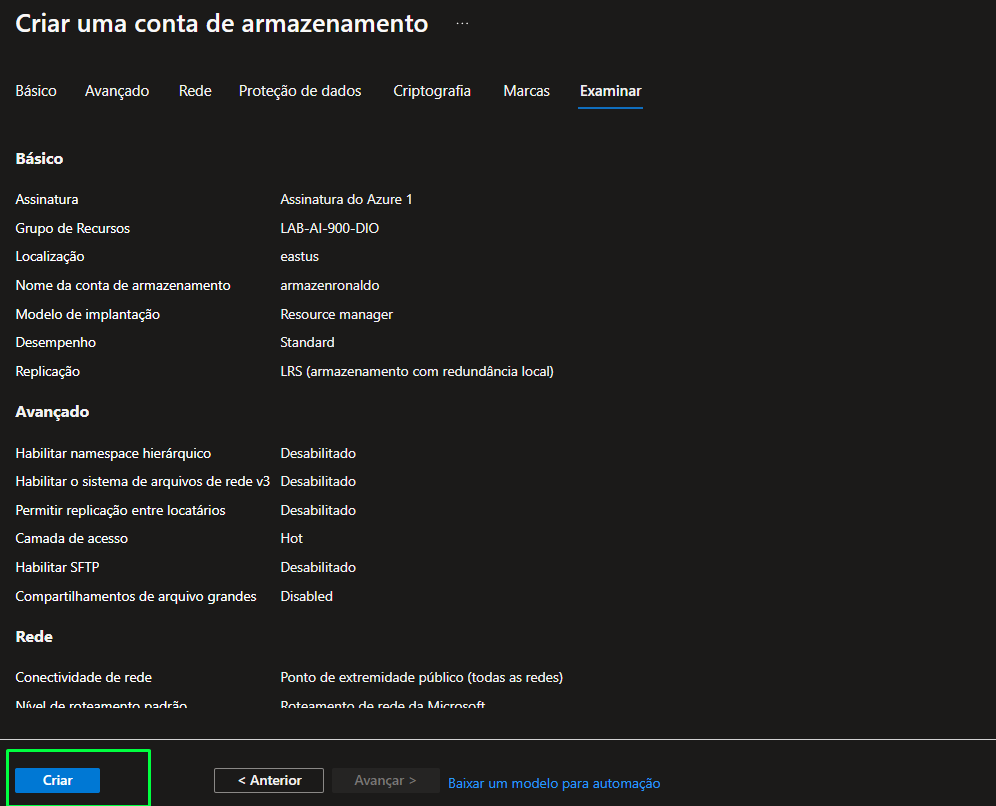 Criar uma conta de armazenamento ...
Básico Avançado Rede Proteção de dados Criptografia Marcas Examinar
Básico
Assinatura Assinatura do Azure 1
Grupo de Recursos LAB-AI-900-DIO
Localização eastus
Nome da conta de armazenamento armazenronaldo
Modelo de implantação Resource manager
Desempenho Standard
Replicação LRS (armazenamento com redundância local)
Avançado
Habilitar namespace hierárquico Desabilitado
Habilitar o sistema de arquivos de rede v3 Desabilitado
Permitir replicação entre locatários Desabilitado
Camada de acesso Hot
Habilitar SFTP Desabilitado
Compartilhamentos de arquivo grandes Disabled
Rede
Conectividade de rede Ponto de extremidade público (todas as redes)
Nível de roteamento padrão Roteamento de rede da Microsoft
Criar < Anterior Avançar > Baixar um modelo para automação